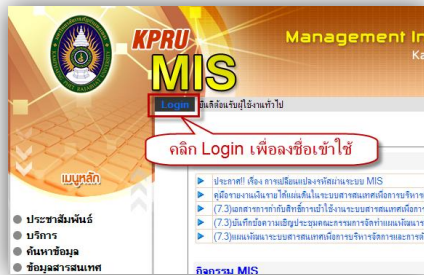 KPRU
MIS
Management In
Ka
Login ยินดีต้อนรับผู้ใช้งานทั่วไป
คลิก Login เพื่อลงชื่อเข้าใช้
เมนูหลัก
ประชาสัมพันธ์
บริการ
ค้นหาข้อมูล
ข้อมูลสารสนเทศ
ประกาศ!! เรื่อง การเปลี่ยนแปลงรหัสผ่านระบบ MIS
คู่มือรายงานเงินรายได้แผ่นดินในระบบสารสนเทศเพื่อการบริหาร
(7.3)เอกสารการกำกับสิทธิ์การเข้าใช้งานระบบสารสนเทศเพื่อการ
(7.3)บันทึกข้อความเชิญประชุมคณะกรรมการจัดทำแผนพัฒนาระ
(7.3)แผนพัฒนาระบบสารสนเทศเพื่อการบริหารจัดการและการตั
กิจกรรม MIS